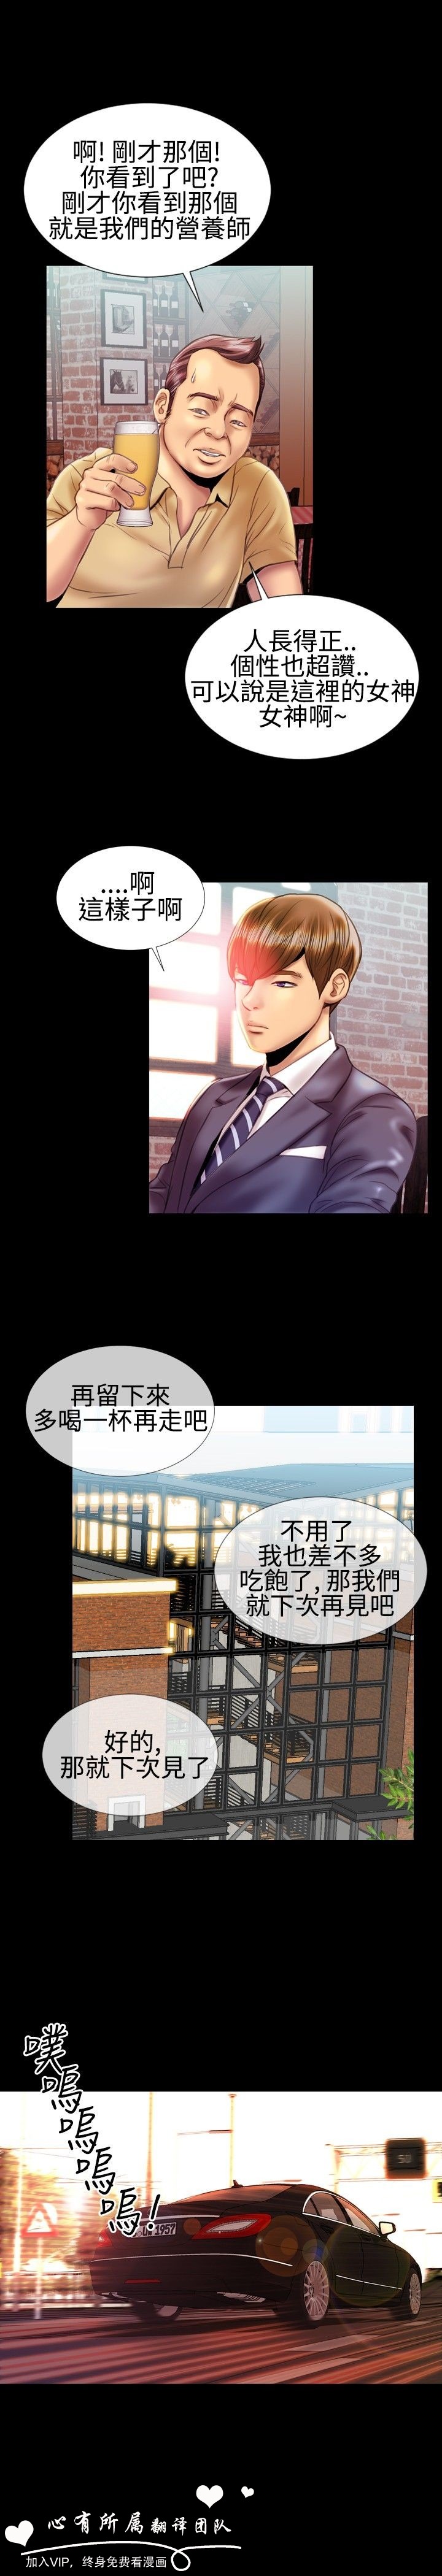 啊! 剛才那個!
你看到了吧?
剛才你看到那個
就是我們的營養師
人長得正..
個性也超讚..
可以說是這裡的女神
女神啊~
....啊
這樣子啊
再留下來
多喝一杯再走吧
不用了
我也差不多
吃飽了, 那我們
就下次再見吧
好的,
那就下次見了
噗
嗚
嗚
嗚
嗚!
1957
心有所属翻译团队
加入VIP，终身免费看漫画